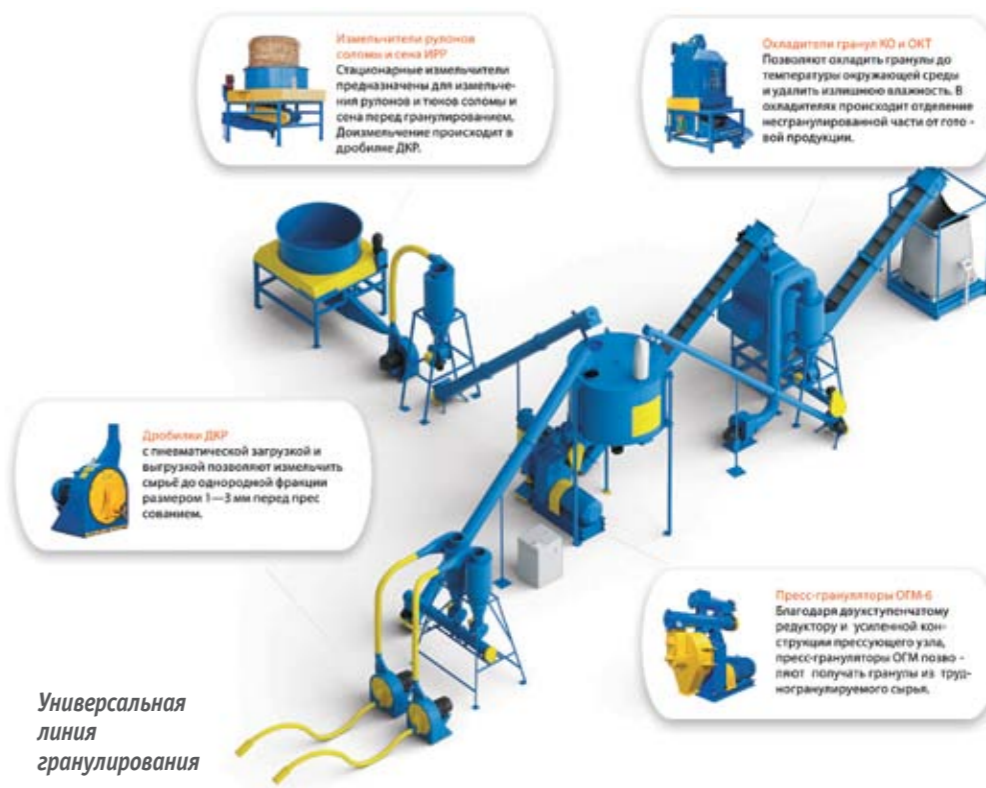 Измельчители рулонов
соломы и сена ИРР
Стационарные измельчители
предназначены для измельче-
ния рулонов и тюков соломы и
сена перед гранулированием.
Доизмельчение происходит в
дробилке ДКР.
Охладители гранул КО и ОКТ
Позволяют охладить гранулы до
температуры окружающей среды
и удалить излишнюю влажность. В
охладителях происходит отделение
несгранулированной части от гото -
вой продукции.
Дробилки ДКР
с пневматической загрузкой и
выгрузкой позволяют измельчить
сырьё до однородной фракции
размером 1—3 мм перед прес
сованием.
Пресс-грануляторы ОГМ-6
Благодаря двухступенчатому
редуктору и усиленной кон-
струкции прессующего узла,
пресс-грануляторы ОГМ позво -
ляют получать гранулы из труд-
ногранулируемого сырья.
Универсальная
линия
гранулирования